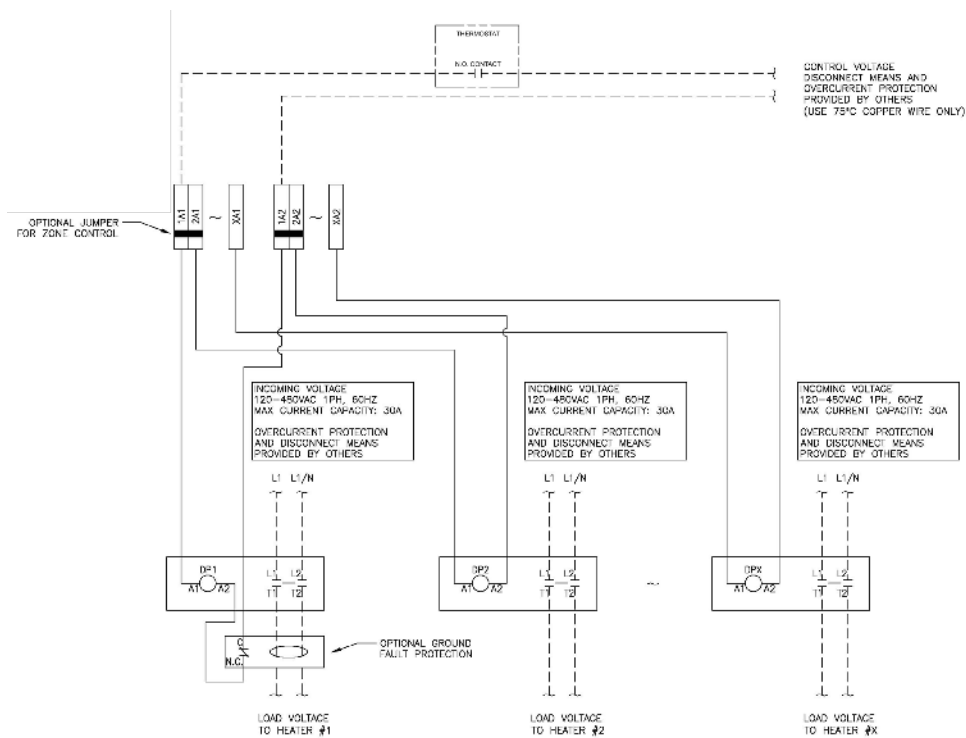 THERMOSTAT
N.O. CONTACT
CONTROL VOLTAGE
DISCONNECT MEANS AND
OVERCURRENT PROTECTION
PROVIDED BY OTHERS
(USE 75°C COPPER WIRE ONLY)
OPTIONAL JUMPER
FOR ZONE CONTROL
1A1
2A1
~
XA1
1A2
2A2
~
XA2
INCOMING VOLTAGE
120-480VAC 1PH, 60HZ
MAX CURRENT CAPACITY: 30A
OVERCURRENT PROTECTION
AND DISCONNECT MEANS
PROVIDED BY OTHERS
INCOMING VOLTAGE
120-480VAC 1PH, 60HZ
MAX CURRENT CAPACITY: 30A
OVERCURRENT PROTECTION
AND DISCONNECT MEANS
PROVIDED BY OTHERS
INCOMING VOLTAGE
120-480VAC 1PH, 60HZ
MAX CURRENT CAPACITY: 30A
OVERCURRENT PROTECTION
AND DISCONNECT MEANS
PROVIDED BY OTHERS
L1 L1/N
L1 L1/N
L1 L1/N
DP1
A1 A2
L1 L2
T1 T2
DP2
A1 A2
L1 L2
T1 T2
~
DPX
A1 A2
L1 L2
T1 T2
C
N.C.
OPTIONAL GROUND
FAULT PROTECTION
LOAD VOLTAGE
TO HEATER #1
LOAD VOLTAGE
TO HEATER #2
LOAD VOLTAGE
TO HEATER #X